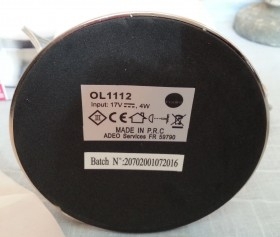 OL1112
Input: 17V⎓, 4W
MADE IN P.R.C
ADEO Services FR 59790
Batch N°:20702001072016